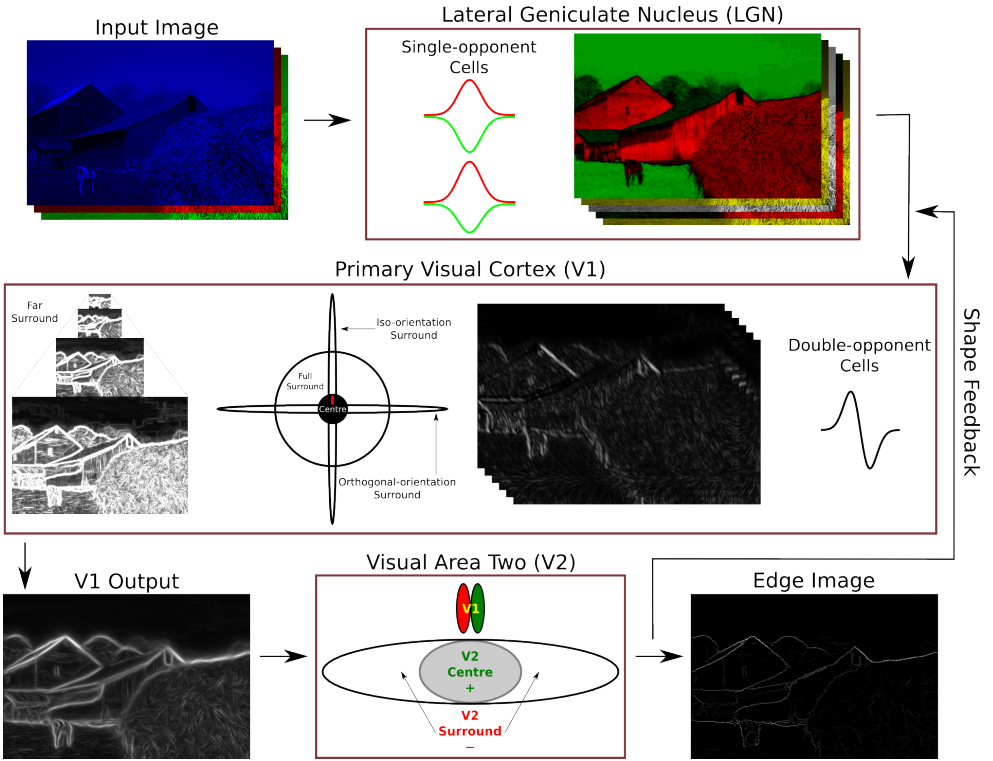 Input Image
Lateral Geniculate Nucleus (LGN)
Single-opponent
Cells
Primary Visual Cortex (V1)
Far
Surround
Iso-orientation
Surround
Full
Surround
Centre
Orthogonal-orientation
Surround
Double-opponent
Cells
Shape Feedback
V1 Output
Visual Area Two (V2)
V1
V2
Centre
+
V2
Surround
−
Edge Image